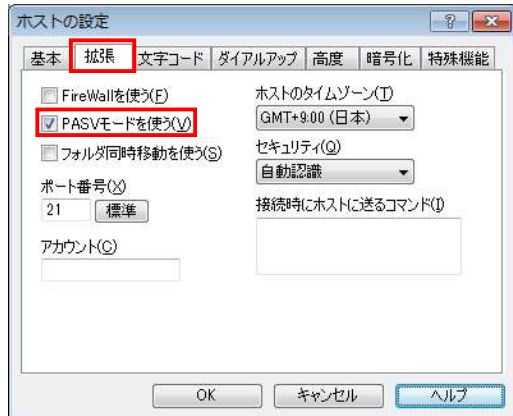 ホストの設定
基本 拡張 文字コード ダイアルアップ 高度 暗号化 特殊機能
FireWallを使う(F)
PASVモードを使う(V)
フォルダ同時移動を使う(S)
ポート番号(X)
21 標準
アカウント(C)
ホストのタイムゾーン(T)
GMT+9:00 (日本)
セキュリティ(Q)
自動認識
接続時にホストに送るコマンド(I)
OK キャンセル ヘルプ